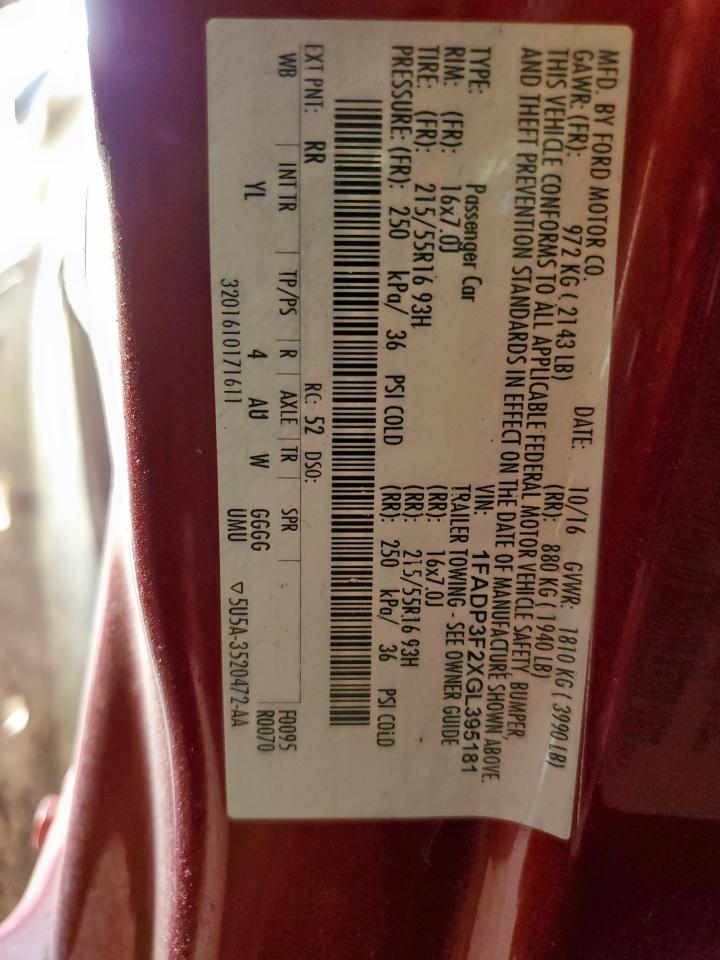 MFD. BY FORD MOTOR CO. DATE: 10/16 GVWR: 1810 KG ( 3990 LB)
GAWR: (FR): 972 KG ( 2143 LB) (RR): 880 KG ( 1940 LB)
THIS VEHICLE CONFORMS TO ALL APPLICABLE FEDERAL MOTOR VEHICLE SAFETY, BUMPER,
AND THEFT PREVENTION STANDARDS IN EFFECT ON THE DATE OF MANUFACTURE SHOWN ABOVE.
VIN: 1FADP3F2XGL395181
TYPE: Passenger Car TRAILER TOWING - SEE OWNER GUIDE
RIM: (FR): 16x7.0J (RR): 16x7.0J
TIRE: (FR): 215/55R16 93H (RR): 215/55R16 93H
PRESSURE: (FR): 250 kPa/ 36 PSI COLD (RR): 250 kPa/ 36 PSI COLD
EXT PNT: RR RC: 52 DSO:
WB INT TR TP/PS R AXLE TR SPR F0095
YL 4 AU W GGGG R0070
UMU
3201610171611 ▽5U5A-3520472-AA